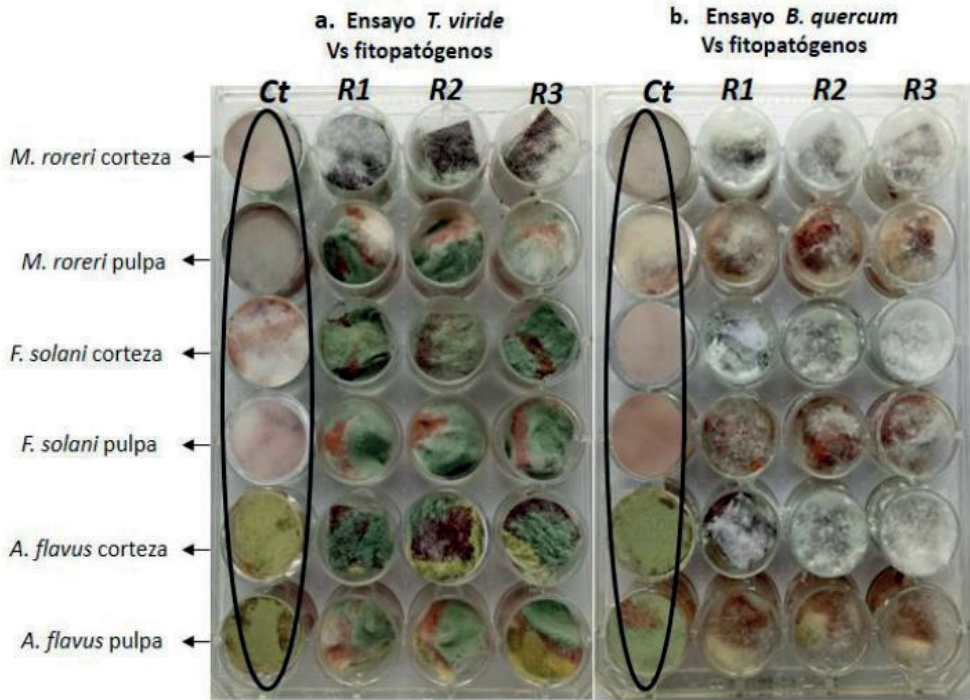 a. Ensayo T. viride
Vs fitopatógenos
b. Ensayo B. quercum
Vs fitopatógenos
Ct R1 R2 R3
Ct R1 R2 R3
M. roreri corteza
M. roreri pulpa
F. solani corteza
F. solani pulpa
A. flavus corteza
A. flavus pulpa